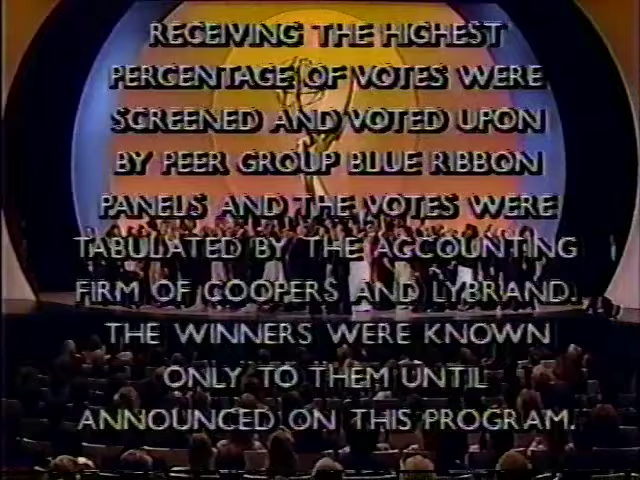 RECEIVING THE HIGHEST
PERCENTAGE OF VOTES WERE
SCREENED AND VOTED UPON
BY PEER GROUP BLUE RIBBON
PANELS AND THE VOTES WERE
TABULATED BY THE ACCOUNTING
FIRM OF COOPERS AND LYBRAND.
THE WINNERS WERE KNOWN
ONLY TO THEM UNTIL
ANNOUNCED ON THIS PROGRAM.